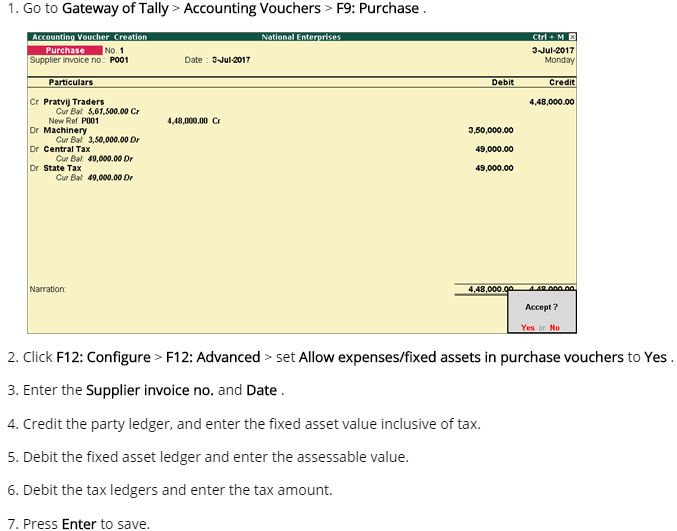 1. Go to Gateway of Tally > Accounting Vouchers > F9: Purchase .
Accounting Voucher Creation National Enterprises Ctrl + M
Purchase No. 1 3-Jul-2017
Supplier invoice no.: P001 Date : 3-Jul-2017 Monday
Particulars Debit Credit
Cr Pratvij Traders 4,48,000.00
Cur Bal: 5,61,500.00 Cr
New Ref P001 4,48,000.00 Cr
Dr Machinery 3,50,000.00
Cur Bal: 3,50,000.00 Dr
Dr Central Tax 49,000.00
Cur Bal: 49,000.00 Dr
Dr State Tax 49,000.00
Cur Bal: 49,000.00 Dr
Narration: 4,48,000.00 4,48,000.00
Accept ?
Yes or No
2. Click F12: Configure > F12: Advanced > set Allow expenses/fixed assets in purchase vouchers to Yes .
3. Enter the Supplier invoice no. and Date .
4. Credit the party ledger, and enter the fixed asset value inclusive of tax.
5. Debit the fixed asset ledger and enter the assessable value.
6. Debit the tax ledgers and enter the tax amount.
7. Press Enter to save.